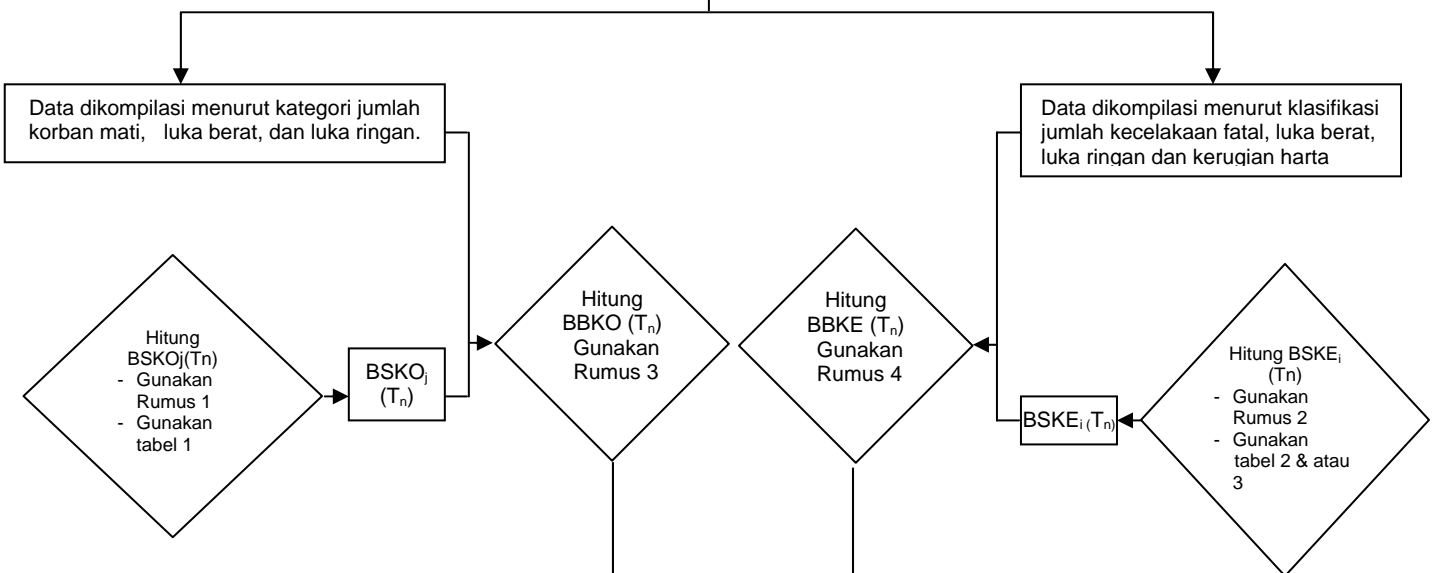 Data dikompilasi menurut kategori jumlah
korban mati, luka berat, dan luka ringan.
Data dikompilasi menurut klasifikasi
jumlah kecelakaan fatal, luka berat,
luka ringan dan kerugian harta
Hitung
BSKOj(Tn)
- Gunakan
Rumus 1
- Gunakan
tabel 1
BSKOj
(Tn)
Hitung
BBKO (Tn)
Gunakan
Rumus 3
Hitung
BBKE (Tn)
Gunakan
Rumus 4
BSKEi (Tn)
Hitung BSKEi
(Tn)
- Gunakan
Rumus 2
- Gunakan
tabel 2 & atau
3